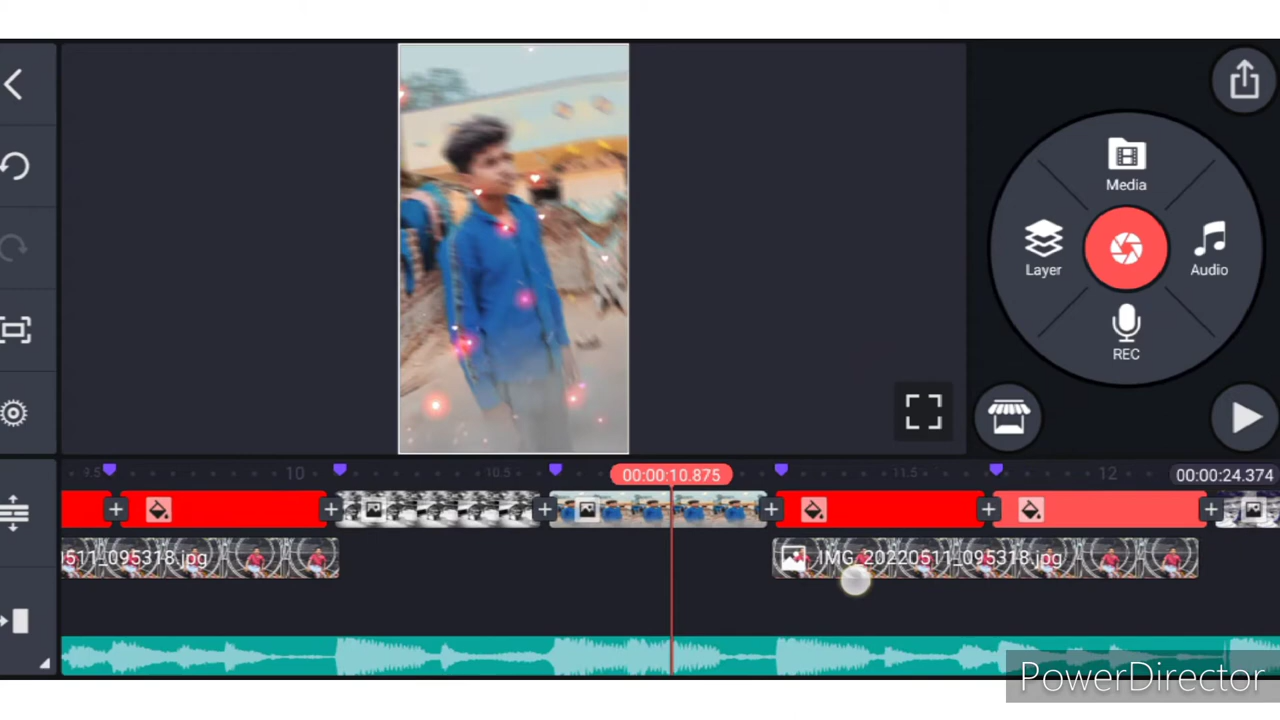 Media
Layer
Audio
REC
9.5
10
10.5
00:00:10.875
11.5
12
00:00:24.374
0511_095318.jpg
IMG_20220511_095318.jpg
PowerDirector